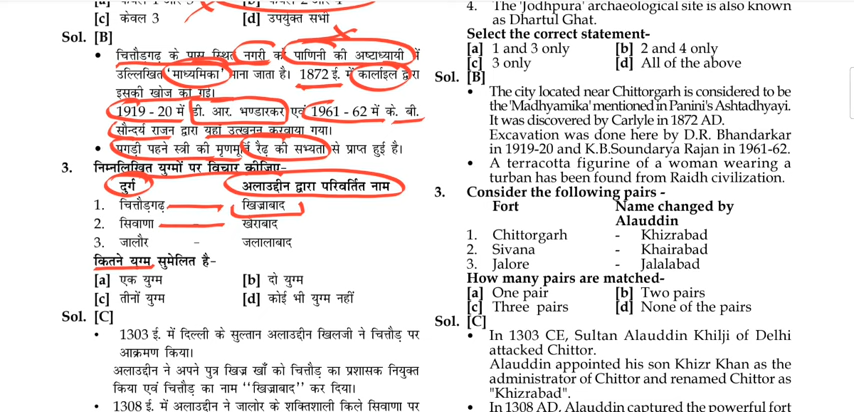 [c] केवल 3 [d] उपर्युक्त सभी
Sol. [B]
• चित्तौडगढ़ के पास स्थित नगरी को पाणिनी की अष्टाध्यायी में
उल्लिखित 'माध्यमिका' माना जाता है। 1872 ई. में कार्लाइल द्वारा
इसकी खोज की गई।
1919 - 20 में डी. आर. भण्डारकर एवं 1961 - 62 में के. बी.
सौन्दर्य राजन द्वारा यहाँ उत्खनन करवाया गया।
• पगड़ी पहने स्त्री की मृणमूर्ति रैढ़ की सभ्यता से प्राप्त हुई है।
3. निम्नलिखित युग्मों पर विचार कीजिए-
दुर्ग अलाउद्दीन द्वारा परिवर्तित नाम
1. चित्तौड़गढ़ खिज्राबाद
2. सिवाणा खैराबाद
3. जालौर - जलालाबाद
कितने युग्म सुमेलित है-
[a] एक युग्म [b] दो युग्म
[c] तीनों युग्म [d] कोई भी युग्म नहीं
Sol. [C]
• 1303 ई. में दिल्ली के सुल्तान अलाउद्दीन खिलजी ने चित्तौड़ पर
आक्रमण किया।
अलाउद्दीन ने अपने पुत्र खिज्र खाँ को चित्तौड़ का प्रशासक नियुक्त
किया एवं चित्तौड़ का नाम "खिज्राबाद" कर दिया।
• 1308 ई. में अलाउद्दीन ने जालोर के शक्तिशाली किले सिवाणा पर
4. The 'Jodhpura' archaeological site is also known
as Dhartul Ghat.
Select the correct statement-
[a] 1 and 3 only [b] 2 and 4 only
[c] 3 only [d] All of the above
Sol. [B]
• The city located near Chittorgarh is considered to be
the 'Madhyamika' mentioned in Panini's Ashtadhyayi.
It was discovered by Carlyle in 1872 AD.
Excavation was done here by D.R. Bhandarkar
in 1919-20 and K.B.Soundarya Rajan in 1961-62.
• A terracotta figurine of a woman wearing a
turban has been found from Raidh civilization.
3. Consider the following pairs -
Fort Name changed by
Alauddin
1. Chittorgarh - Khizrabad
2. Sivana - Khairabad
3. Jalore - Jalalabad
How many pairs are matched-
[a] One pair [b] Two pairs
[c] Three pairs [d] None of the pairs
Sol. [C]
• In 1303 CE, Sultan Alauddin Khilji of Delhi
attacked Chittor.
Alauddin appointed his son Khizr Khan as the
administrator of Chittor and renamed Chittor as
"Khizrabad".
• In 1308 AD, Alauddin captured the powerful fort